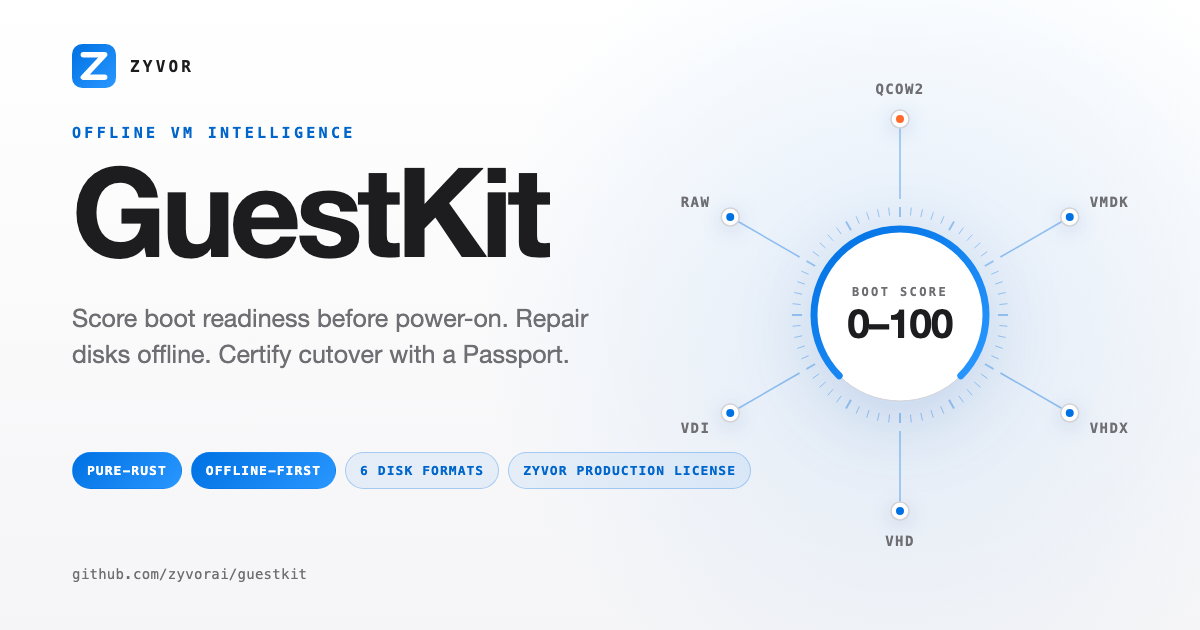 Z
ZYVOR
OFFLINE VM INTELLIGENCE
GuestKit
Score boot readiness before power-on. Repair
disks offline. Certify cutover with a Passport.
PURE-RUST
OFFLINE-FIRST
6 DISK FORMATS
ZYVOR PRODUCTION LICENSE
github.com/zyvorai/guestkit
QCOW2
RAW
VMDK
BOOT SCORE
0–100
VDI
VHDX
VHD